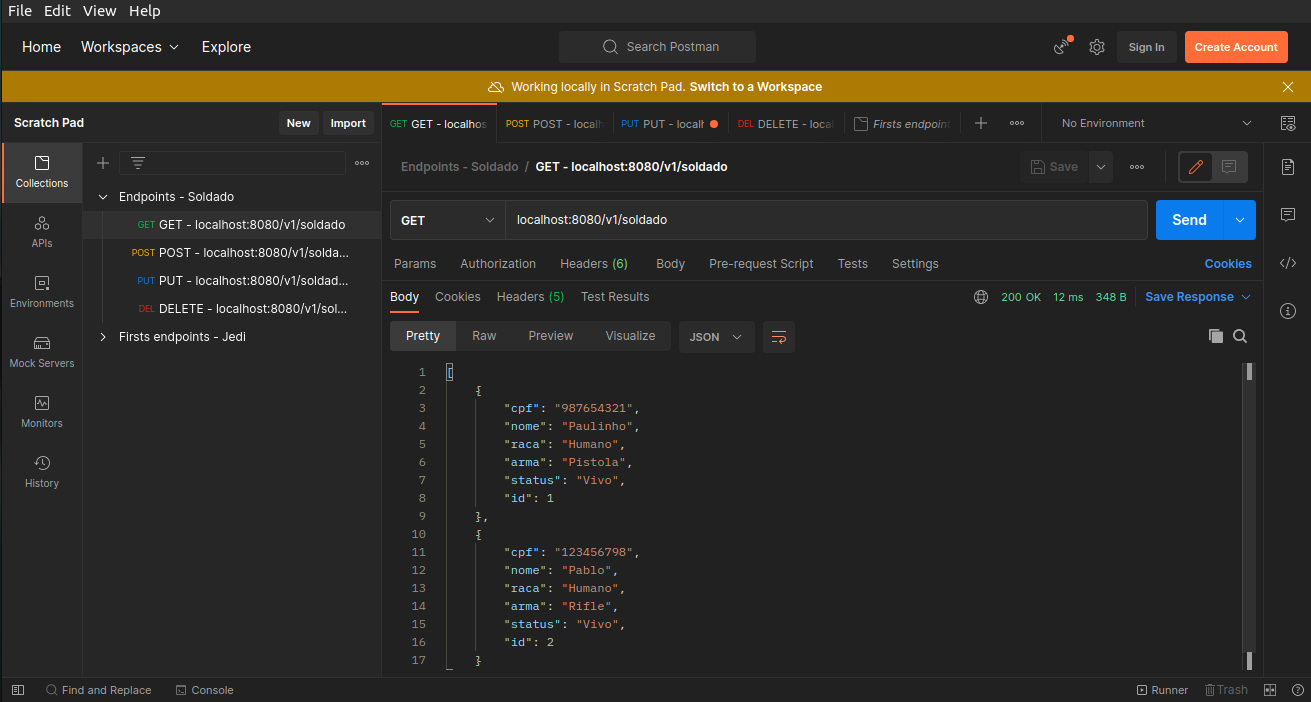 File Edit View Help
Home Workspaces Explore Search Postman Sign In Create Account
Working locally in Scratch Pad. Switch to a Workspace
Scratch Pad New Import
GET GET - localhos POST POST - localh PUT PUT - localh DEL DELETE - local Firsts endpoint No Environment
Collections
APIs
Environments
Mock Servers
Monitors
History
Endpoints - Soldado
GET GET - localhost:8080/v1/soldado
POST POST - localhost:8080/v1/solda...
PUT PUT - localhost:8080/v1/soldad...
DEL DELETE - localhost:8080/v1/sol...
Firsts endpoints - Jedi
Endpoints - Soldado / GET - localhost:8080/v1/soldado Save
GET localhost:8080/v1/soldado Send
Params Authorization Headers (6) Body Pre-request Script Tests Settings Cookies
Body Cookies Headers (5) Test Results 200 OK 12 ms 348 B Save Response
Pretty Raw Preview Visualize JSON
1 [
2 {
3 "cpf": "987654321",
4 "nome": "Paulinho",
5 "raca": "Humano",
6 "arma": "Pistola",
7 "status": "Vivo",
8 "id": 1
9 },
10 {
11 "cpf": "123456798",
12 "nome": "Pablo",
13 "raca": "Humano",
14 "arma": "Rifle",
15 "status": "Vivo",
16 "id": 2
17 }
Find and Replace Console Runner Trash